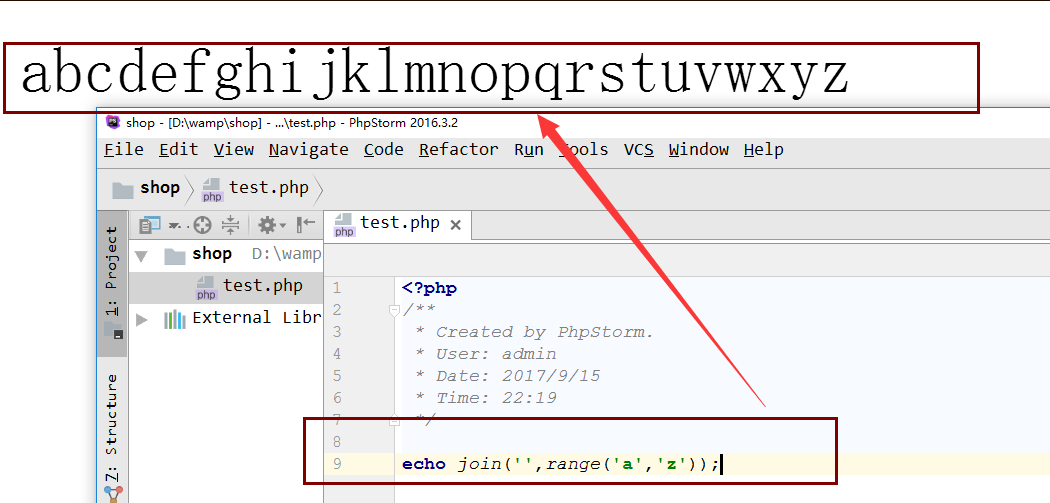 abcdefghijklmnopqrstuvwxyz
shop - [D:\wamp\shop] - ...\test.php - PhpStorm 2016.3.2
File Edit View Navigate Code Refactor Run Tools VCS Window Help
shop php test.php
1: Project
php test.php
shop D:\wamp
php test.php
External Libr
Z: Structure
1 <?php
2 /**
3 * Created by PhpStorm.
4 * User: admin
5 * Date: 2017/9/15
6 * Time: 22:19
7 */
8
9 echo join('',range('a','z'));